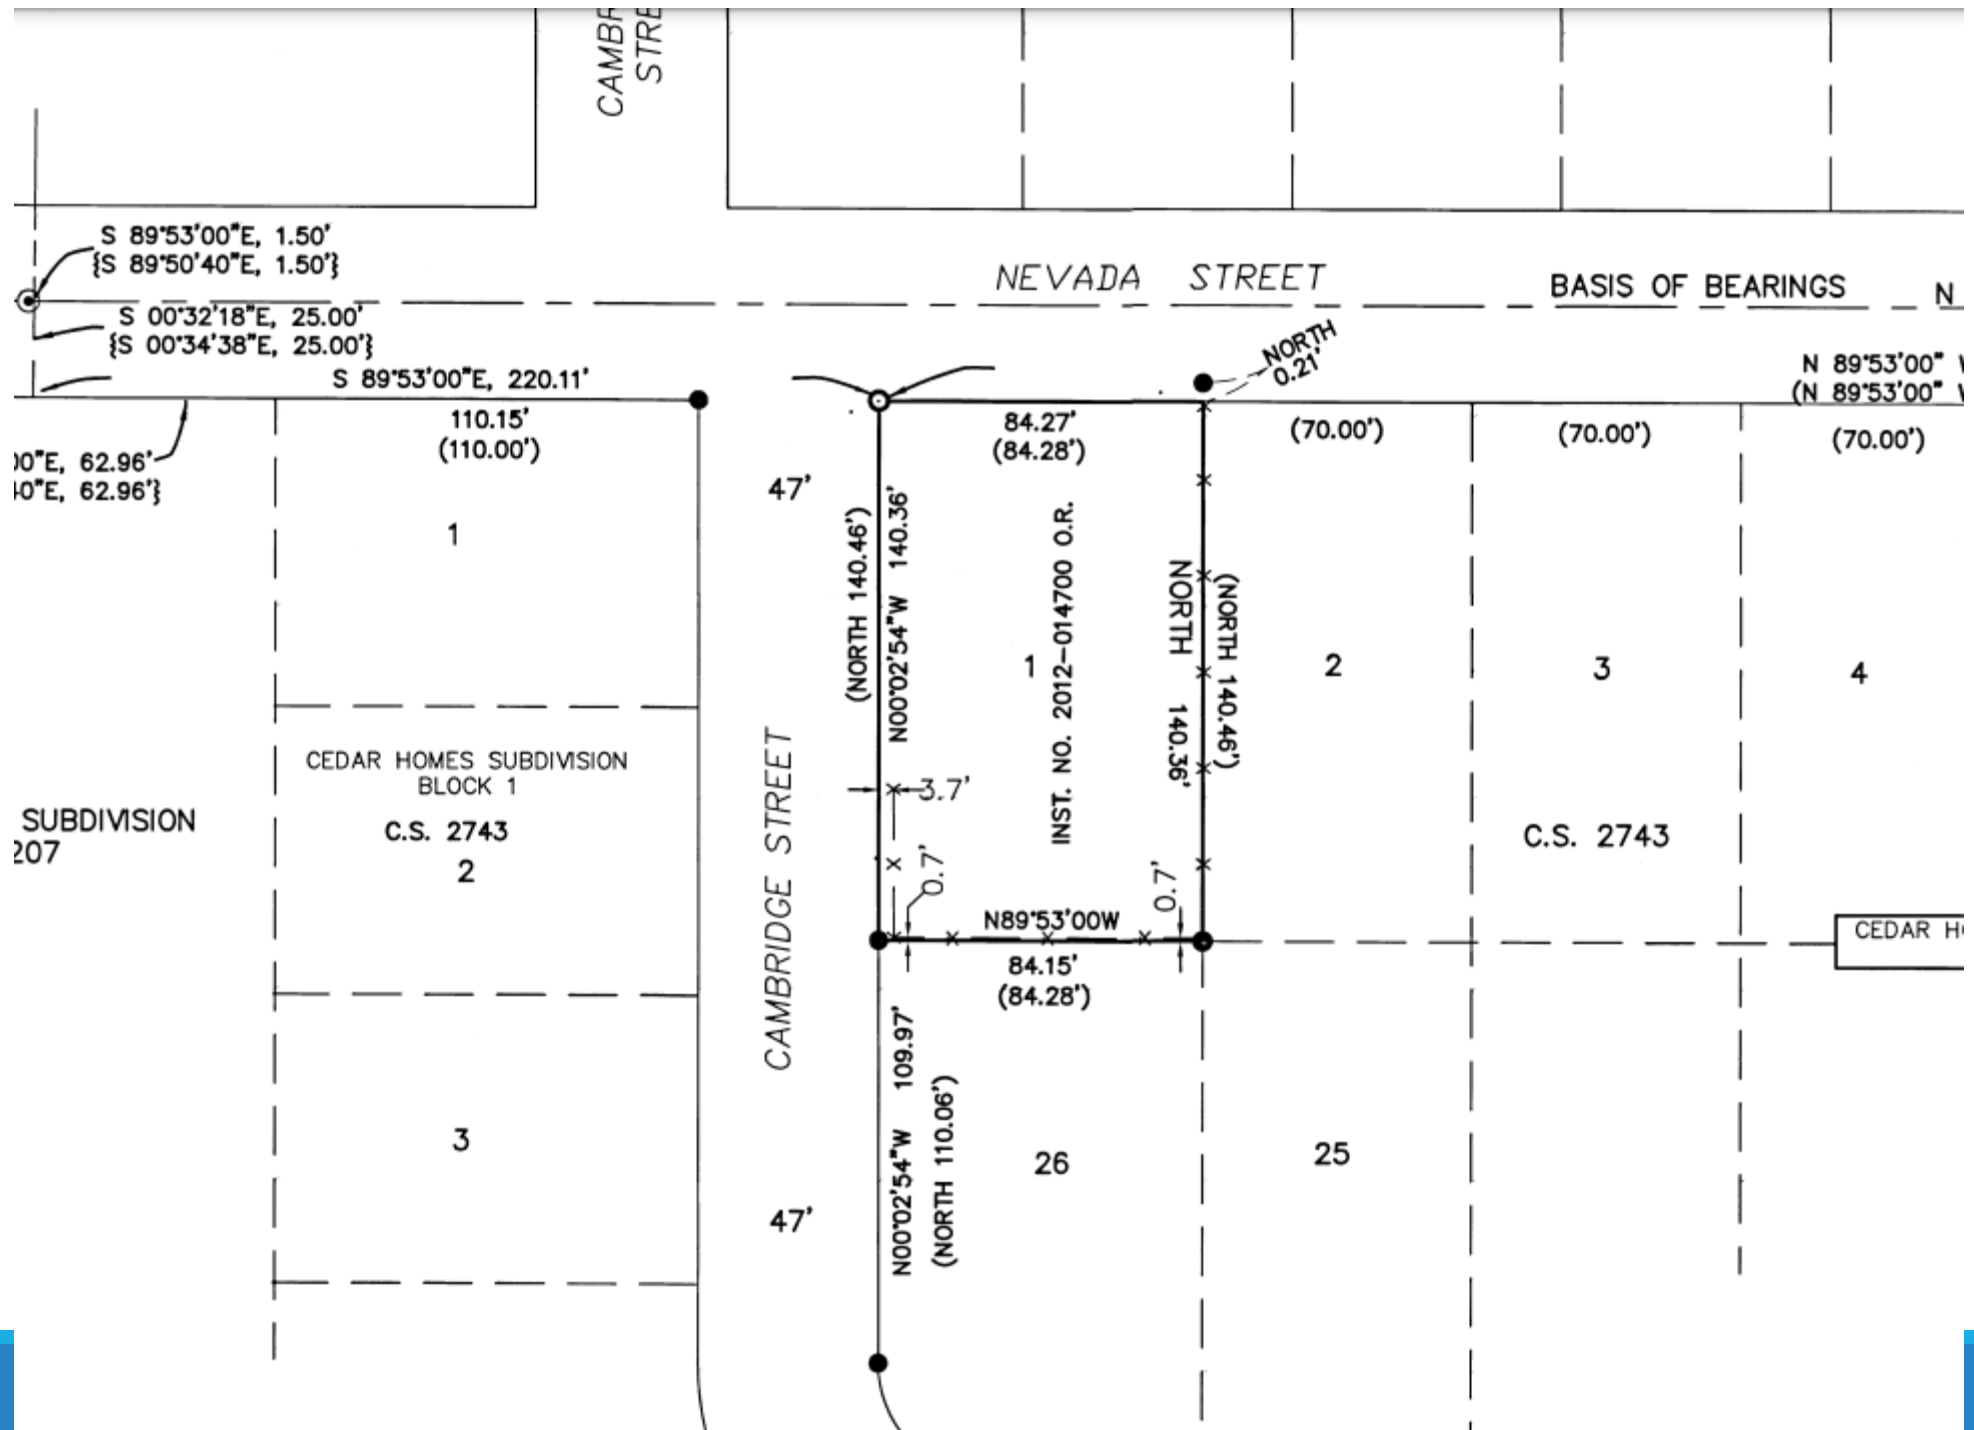 CAMBR
STRE
S 89°53'00"E, 1.50'
{S 89°50'40"E, 1.50'}
NEVADA STREET
BASIS OF BEARINGS N
S 00°32'18"E, 25.00'
{S 00°34'38"E, 25.00'}
NORTH
0.21'
N 89°53'00" W
(N 89°53'00" W
S 89°53'00"E, 220.11'
110.15'
(110.00')
84.27'
(84.28')
(70.00')
(70.00')
(70.00')
00"E, 62.96'
40"E, 62.96'}
47'
1
(NORTH 140.46')
N00°02'54"W 140.36'
1
INST. NO. 2012-014700 O.R.
NORTH 140.36'
(NORTH 140.46')
2
3
4
CEDAR HOMES SUBDIVISION
BLOCK 1
C.S. 2743
2
SUBDIVISION
207
CAMBRIDGE STREET
3.7'
0.7'
0.7'
C.S. 2743
N89°53'00W
84.15'
(84.28')
CEDAR HO
N00°02'54"W 109.97'
(NORTH 110.06')
3
26
25
47'